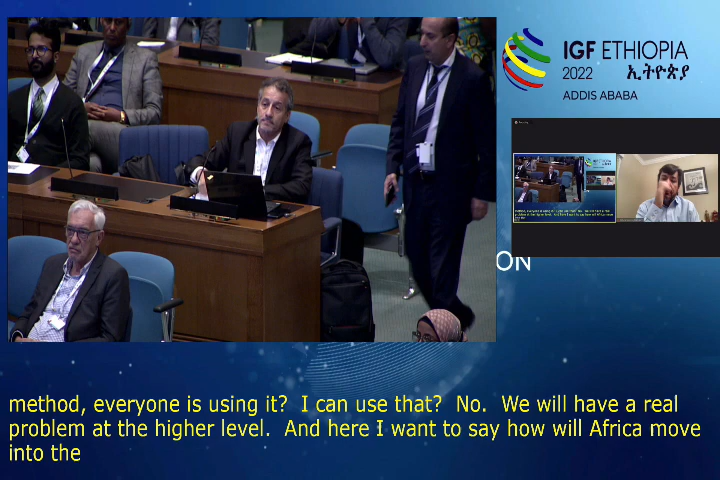 IGF ETHIOPIA
2022 ኢትዮጵያ
ADDIS ABABA
ON
method, everyone is using it? I can use that? No. We will have a real
problem at the higher level. And here I want to say how will Africa move
into the